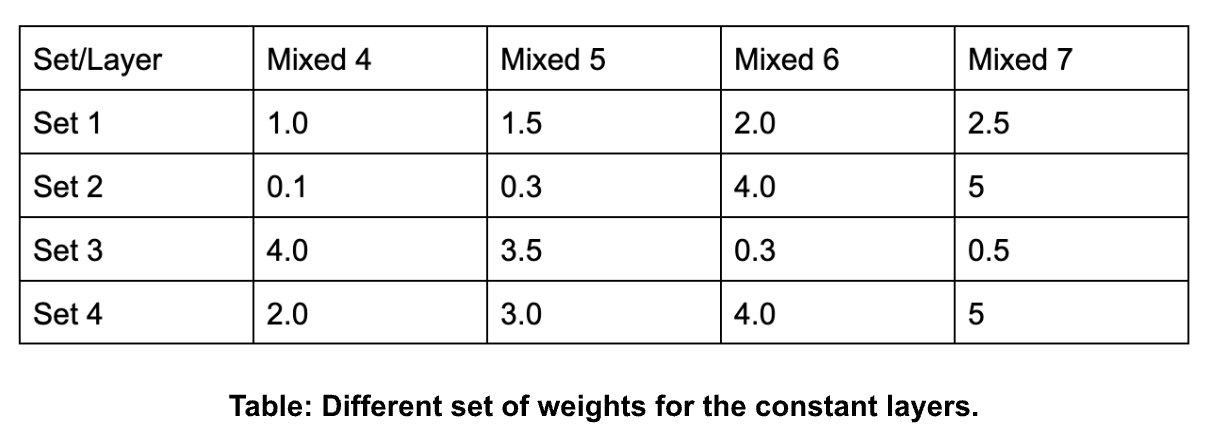 Set/Layer Mixed 4 Mixed 5 Mixed 6 Mixed 7
Set 1 1.0 1.5 2.0 2.5
Set 2 0.1 0.3 4.0 5
Set 3 4.0 3.5 0.3 0.5
Set 4 2.0 3.0 4.0 5
Table: Different set of weights for the constant layers.